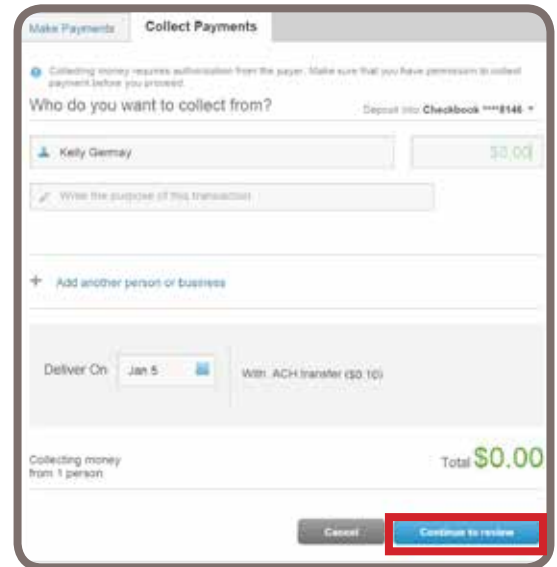 Make Payments
Collect Payments
Collecting money requires authorization from the payer. Make sure that you have permission to collect
payment before you proceed.
Who do you want to collect from?
Deposit into Checkbook ****8146
Kelly Germay
$0.00
Write the purpose of this transaction
+ Add another person or business
Deliver On
Jan 5
With ACH transfer ($0.10)
Collecting money
from 1 person
Total $0.00
Cancel
Continue to review